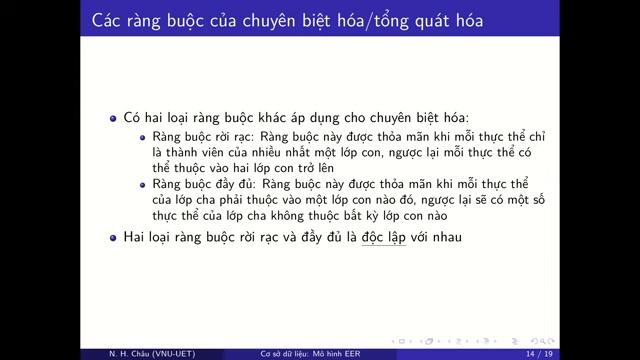 Các ràng buộc của chuyên biệt hóa/tổng quát hóa
Có hai loại ràng buộc khác áp dụng cho chuyên biệt hóa:
Ràng buộc rời rạc: Ràng buộc này được thỏa mãn khi mỗi thực thể chỉ
là thành viên của nhiều nhất một lớp con, ngược lại mỗi thực thể có
thể thuộc vào hai lớp con trở lên
Ràng buộc đầy đủ: Ràng buộc này được thỏa mãn khi mỗi thực thể
của lớp cha phải thuộc vào một lớp con nào đó, ngược lại sẽ có một số
thực thể của lớp cha không thuộc bất kỳ lớp con nào
Hai loại ràng buộc rời rạc và đầy đủ là độc lập với nhau
N. H. Châu (VNU-UET)
Cơ sở dữ liệu: Mô hình EER
14 / 19